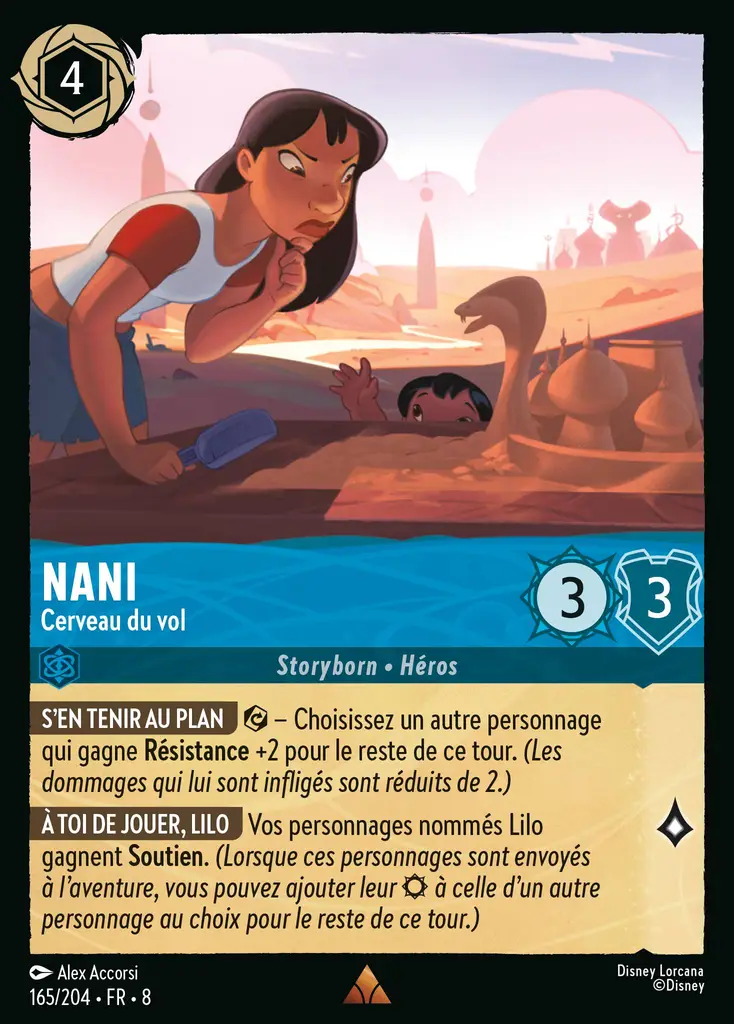 4
NANI
Cerveau du vol
3
3
Storyborn • Héros
S'EN TENIR AU PLAN – Choisissez un autre personnage
qui gagne Résistance +2 pour le reste de ce tour. (Les
dommages qui lui sont infligés sont réduits de 2.)
À TOI DE JOUER, LILO Vos personnages nommés Lilo
gagnent Soutien. (Lorsque ces personnages sont envoyés
à l'aventure, vous pouvez ajouter leur à celle d'un autre
personnage au choix pour le reste de ce tour.)
Alex Accorsi
165/204 • FR • 8
Disney Lorcana
©Disney